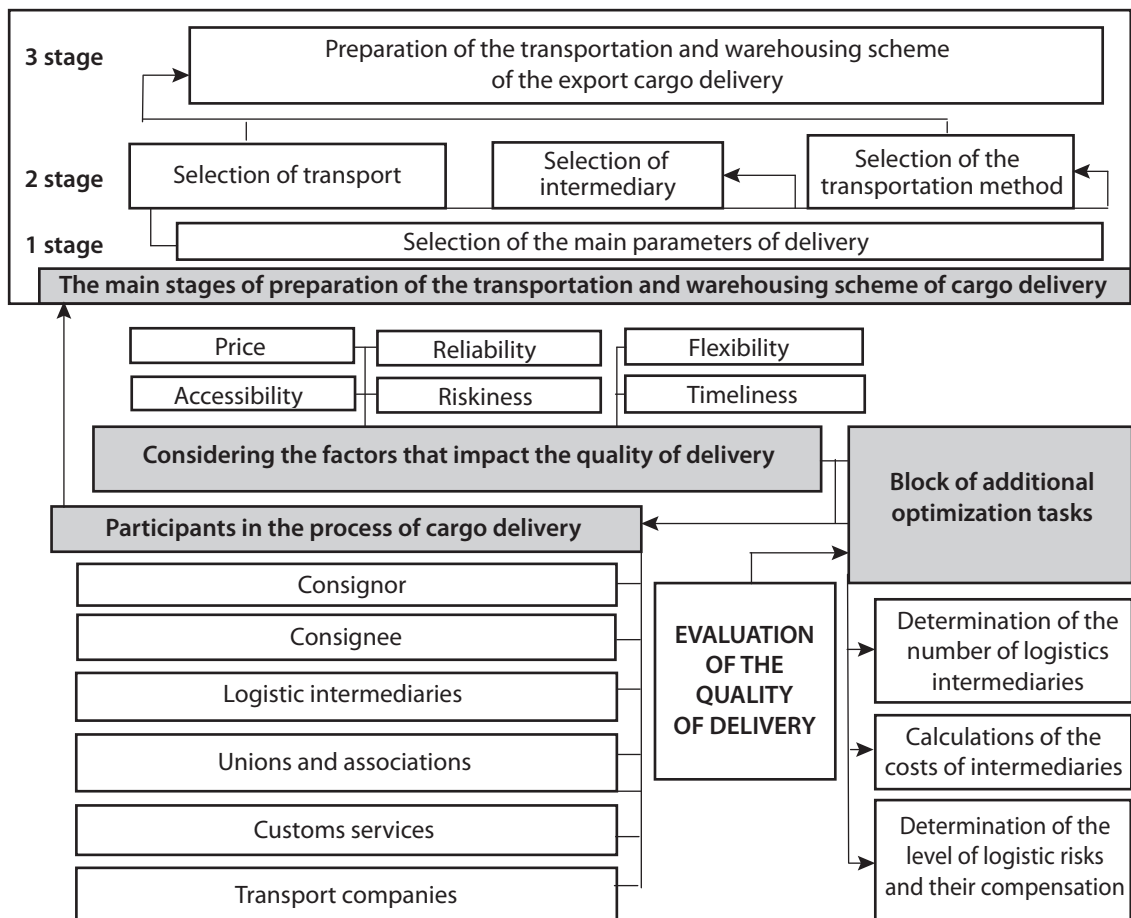 3 stage
Preparation of the transportation and warehousing scheme
of the export cargo delivery
2 stage
Selection of transport
Selection of
intermediary
Selection of the
transportation method
1 stage
Selection of the main parameters of delivery
The main stages of preparation of the transportation and warehousing scheme of cargo delivery
Price
Reliability
Flexibility
Accessibility
Riskiness
Timeliness
Considering the factors that impact the quality of delivery
Block of additional
optimization tasks
Participants in the process of cargo delivery
Consignor
Consignee
Logistic intermediaries
Unions and associations
Customs services
Transport companies
EVALUATION
OF THE
QUALITY
OF DELIVERY
Determination of the
number of logistics
intermediaries
Calculations of the
costs of intermediaries
Determination of the
level of logistic risks
and their compensation